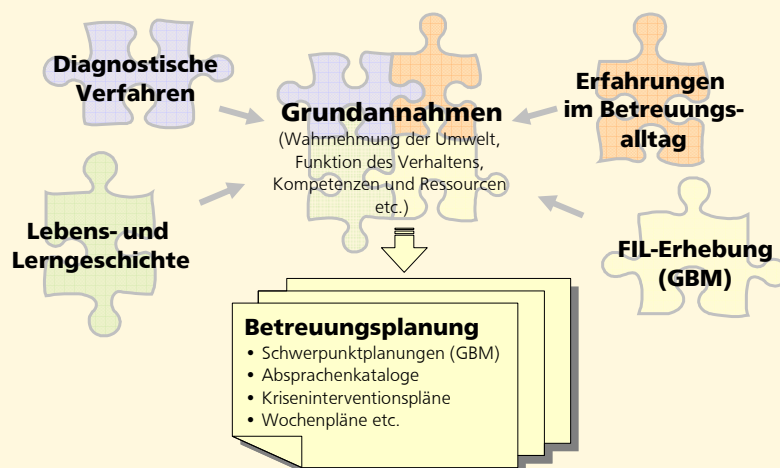 Diagnostische
Verfahren
Erfahrungen
im Betreuungs-
alltag
Grundannahmen
(Wahrnehmung der Umwelt,
Funktion des Verhaltens,
Kompetenzen und Ressourcen
etc.)
Lebens- und
Lerngeschichte
FIL-Erhebung
(GBM)
Betreuungsplanung
• Schwerpunktplanungen (GBM)
• Absprachenkataloge
• Kriseninterventionspläne
• Wochenpläne etc.